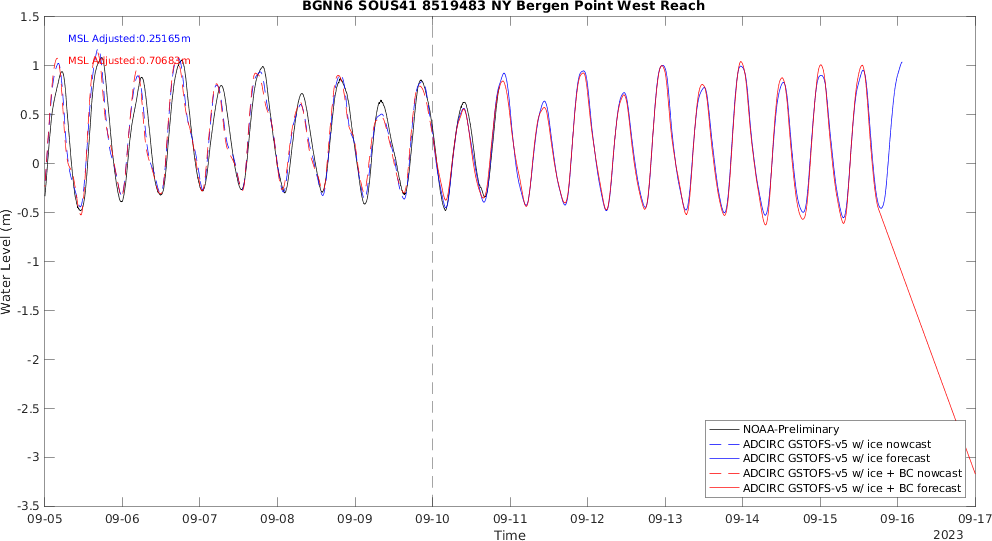 BGNN6 SOUS41 8519483 NY Bergen Point West Reach
MSL Adjusted:0.25165m
MSL Adjusted:0.70683m
1.5
1
0.5
0
-0.5
-1
-1.5
-2
-2.5
-3
-3.5
Water Level (m)
NOAA-Preliminary
ADCIRC GSTOFS-v5 w/ ice nowcast
ADCIRC GSTOFS-v5 w/ ice forecast
ADCIRC GSTOFS-v5 w/ ice + BC nowcast
ADCIRC GSTOFS-v5 w/ ice + BC forecast
09-05 09-06 09-07 09-08 09-09 09-10 09-11 09-12 09-13 09-14 09-15 09-16 09-17
Time
2023